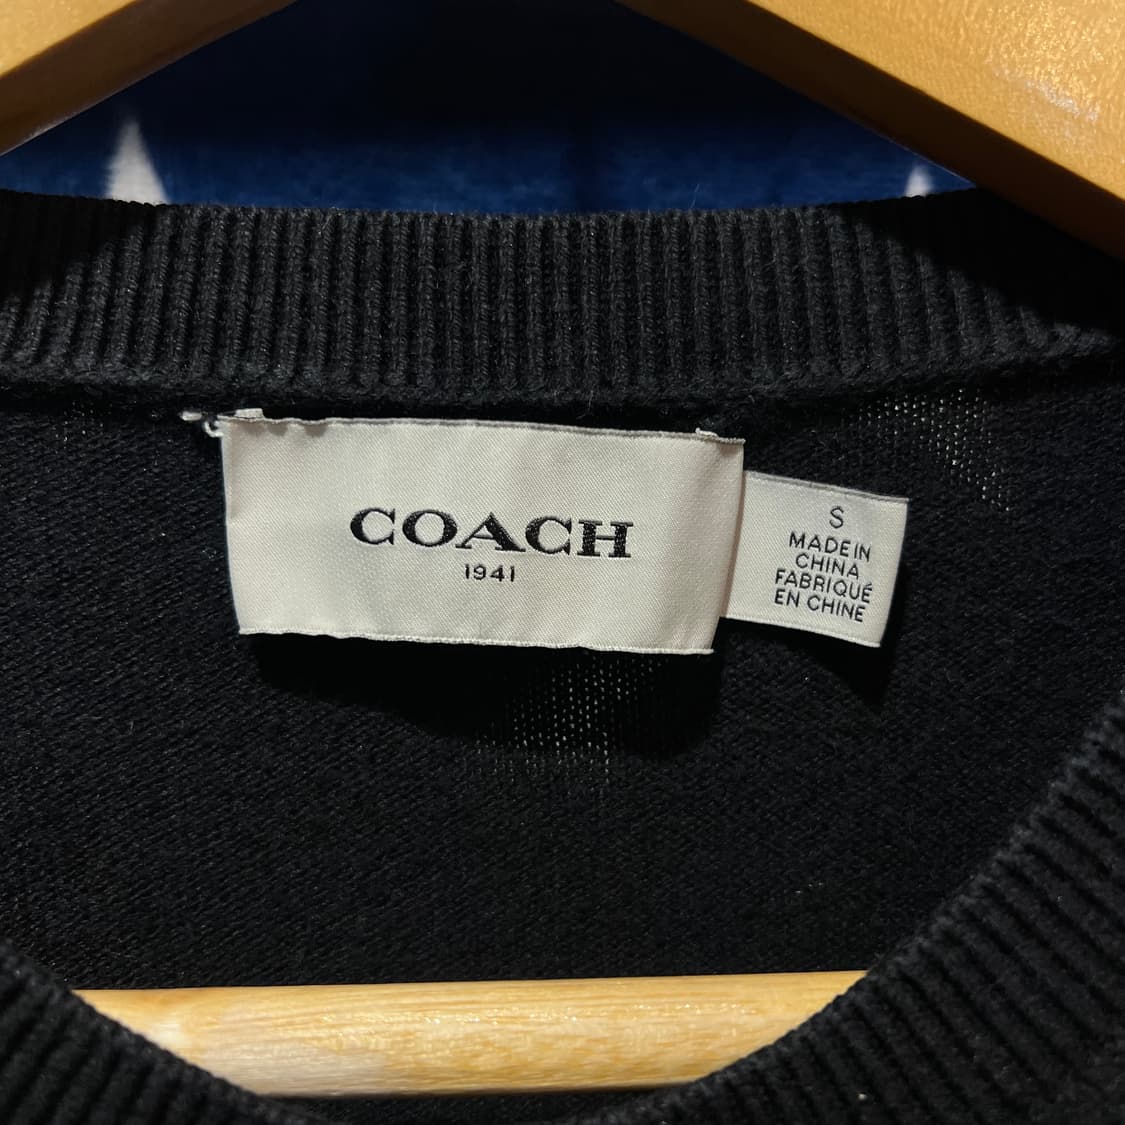 COACH
1941
S
MADE IN
CHINA
FABRIQUÉ
EN CHINE